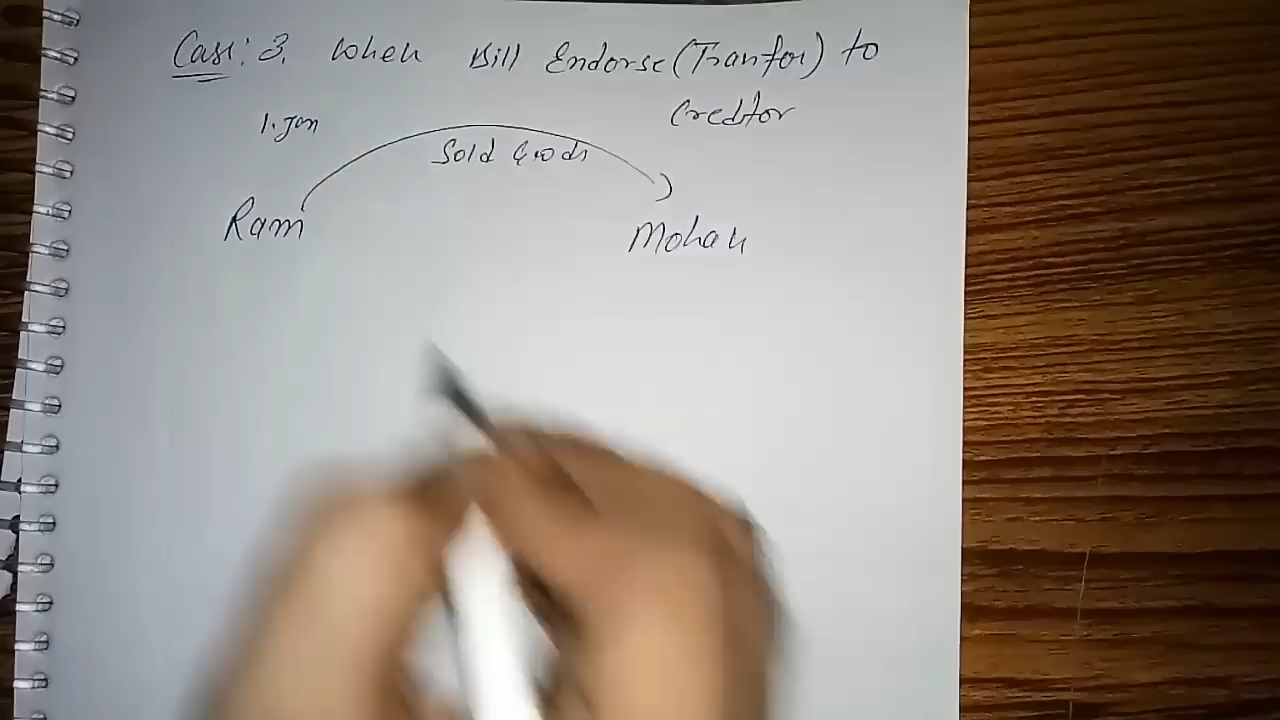 Case: 3. When Bill Endorse (Tranfer) to
Creditor
1. Jan
Sold Goods
Ram
Mohan